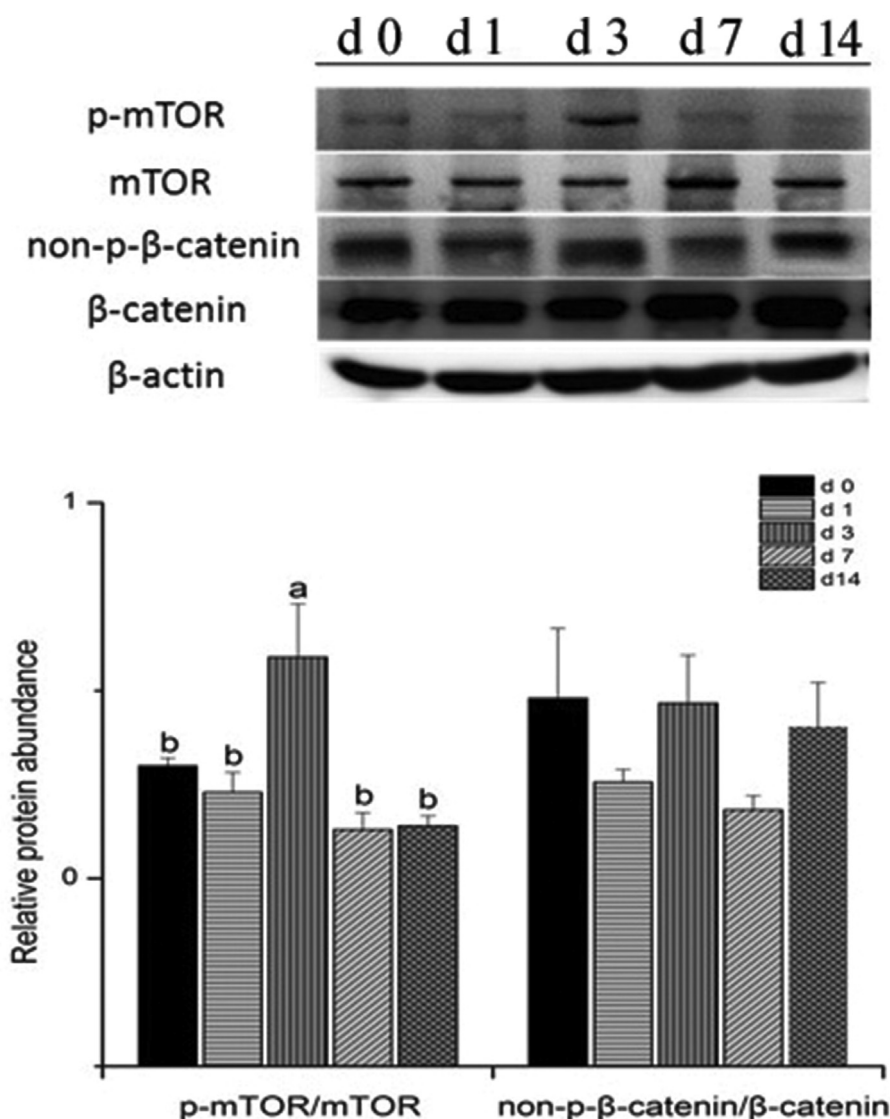 d 0 d 1 d 3 d 7 d 14
p-mTOR
mTOR
non-p-β-catenin
β-catenin
β-actin
1
d 0
d 1
d 3
d 7
d14
a
b b b b
0
Relative protein abundance
p-mTOR/mTOR non-p-β-catenin/β-catenin